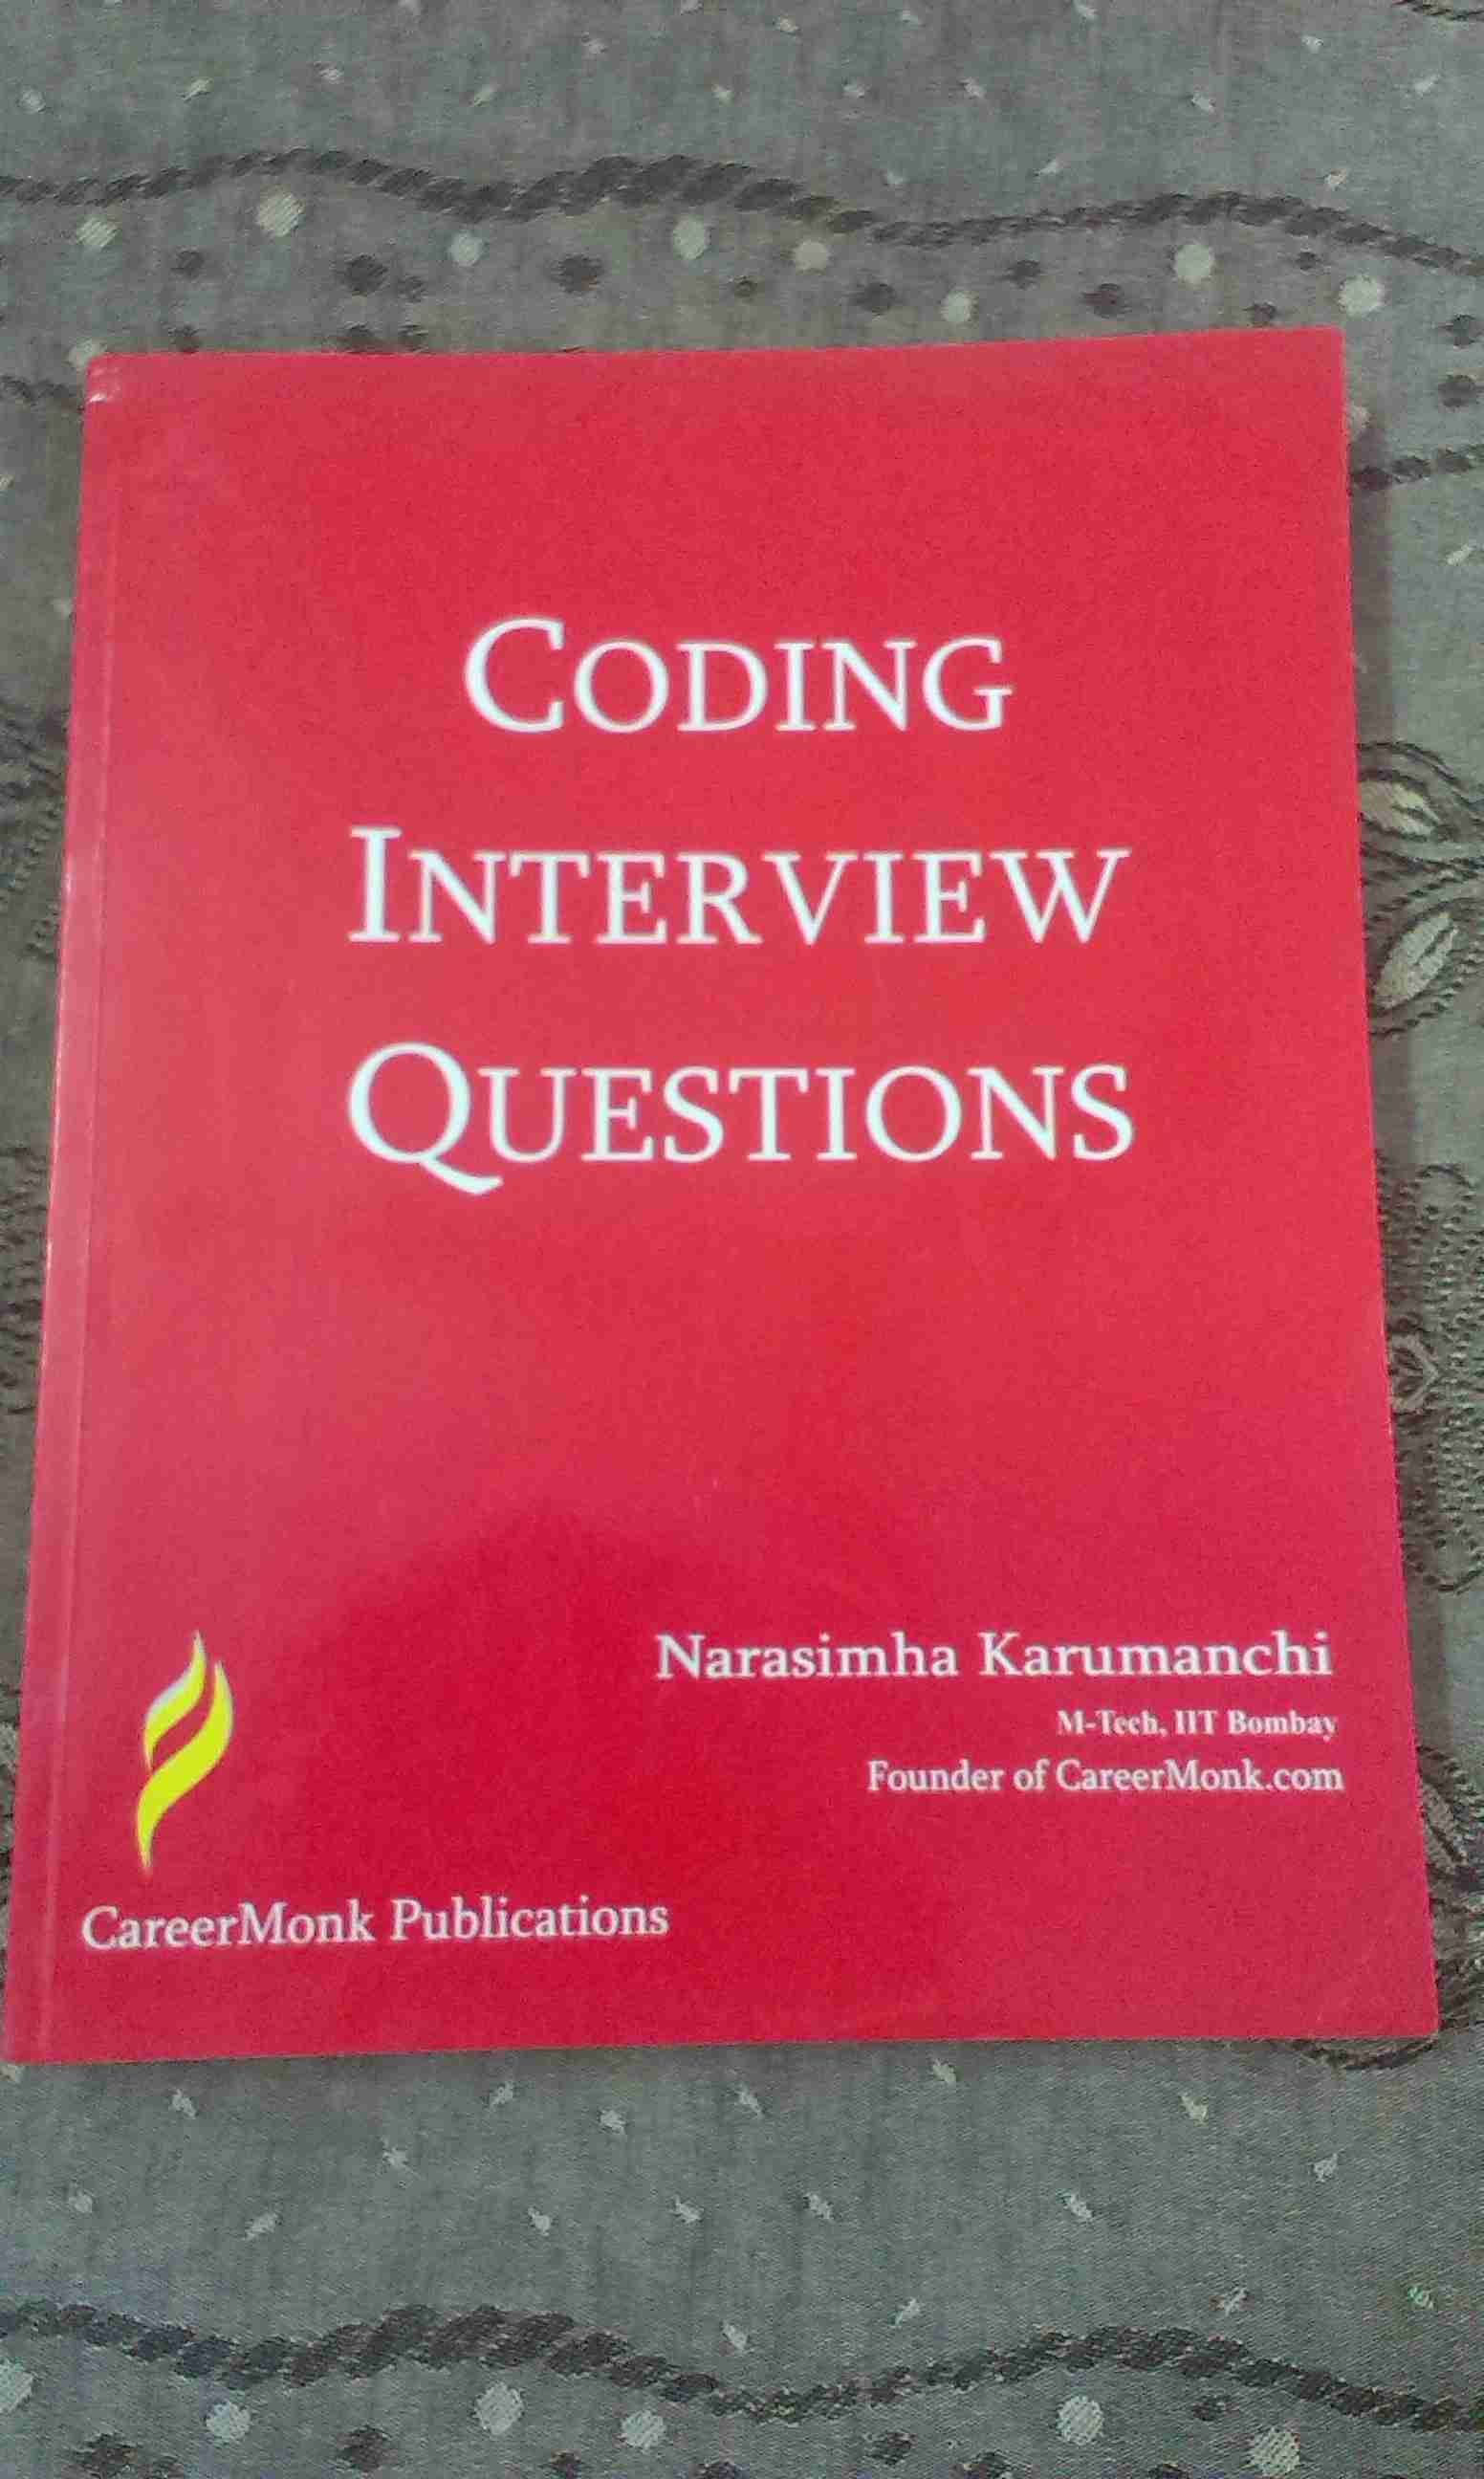 CODING
INTERVIEW
QUESTIONS
Narasimha Karumanchi
M-Tech, IIT Bombay
Founder of CareerMonk.com
CareerMonk Publications